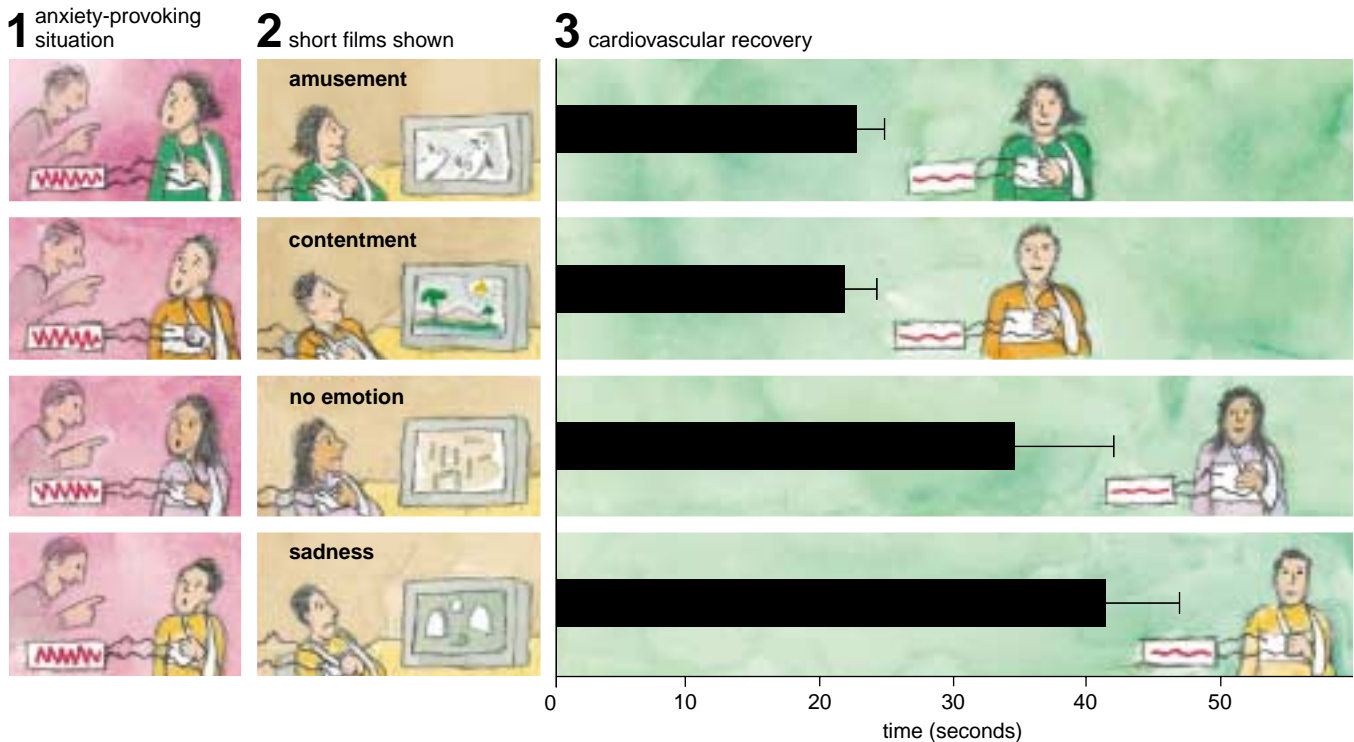 1 anxiety-provoking
situation
2 short films shown
3 cardiovascular recovery
amusement
contentment
no emotion
sadness
0 10 20 30 40 50
time (seconds)